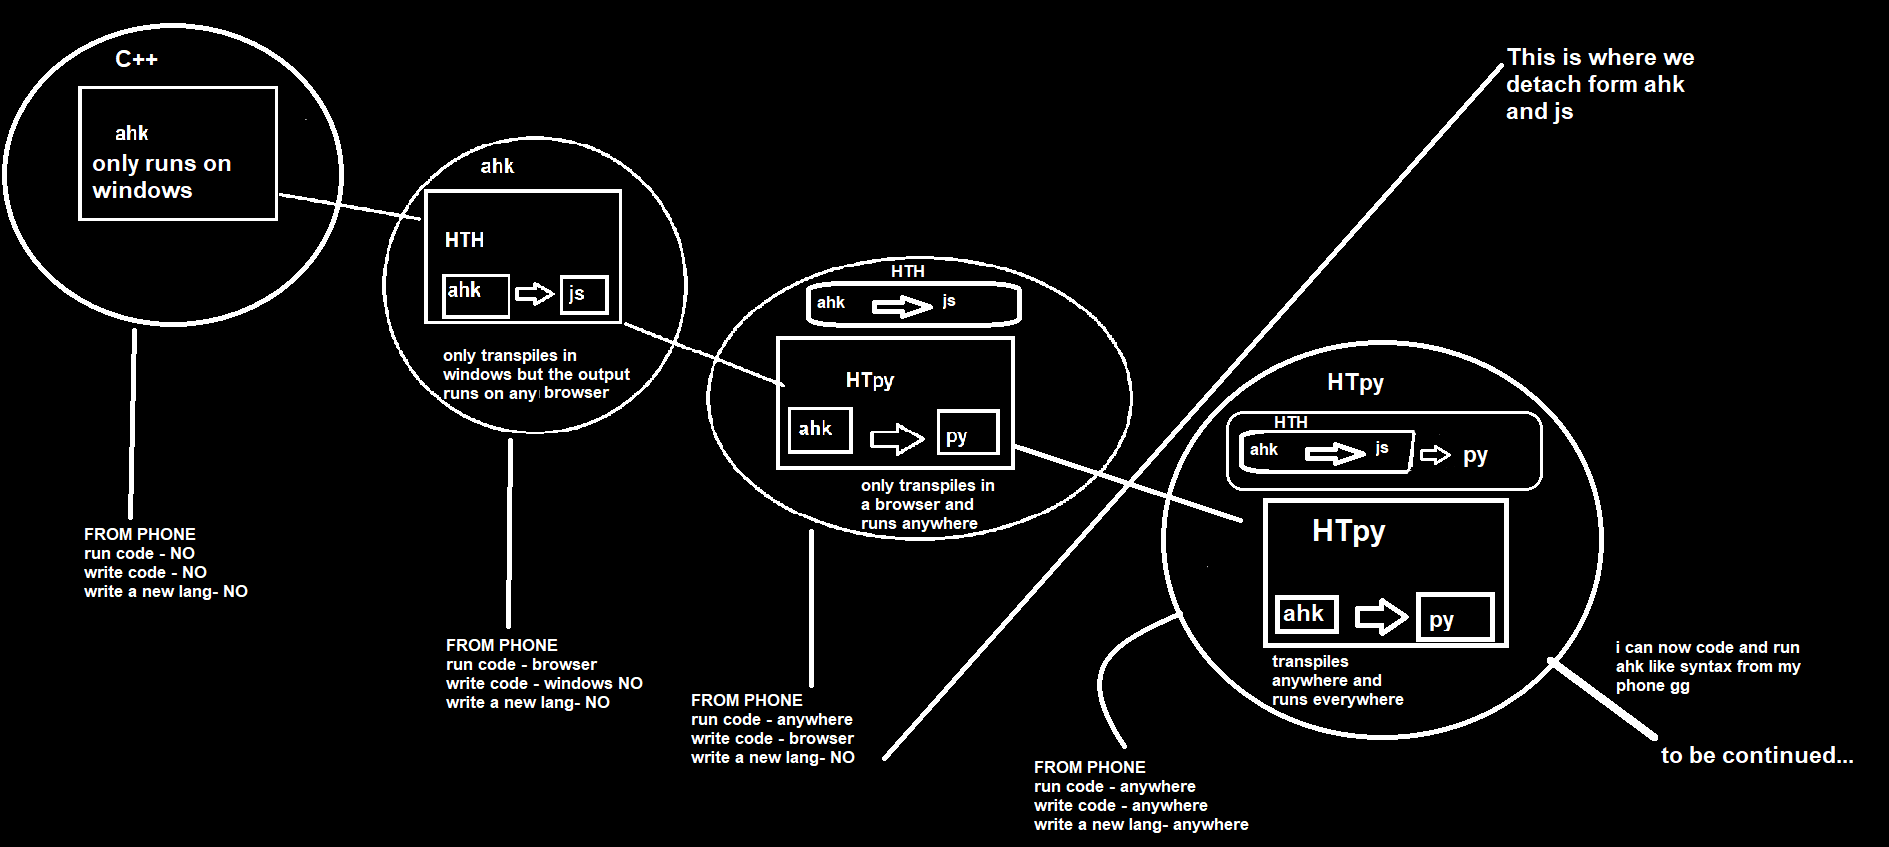 C++
ahk
only runs on
windows
FROM PHONE
run code - NO
write code - NO
write a new lang- NO
ahk
HTH
ahk
js
only transpiles in
windows but the output
runs on any browser
FROM PHONE
run code - browser
write code - windows NO
write a new lang- NO
HTH
ahk
js
HTpy
ahk
py
only transpiles in
a browser and
runs anywhere
FROM PHONE
run code - anywhere
write code - browser
write a new lang- NO
This is where we
detach form ahk
and js
HTpy
HTH
ahk
js
py
HTpy
ahk
py
transpiles
anywhere and
runs everywhere
FROM PHONE
run code - anywhere
write code - anywhere
write a new lang- anywhere
i can now code and run
ahk like syntax from my
phone gg
to be continued...